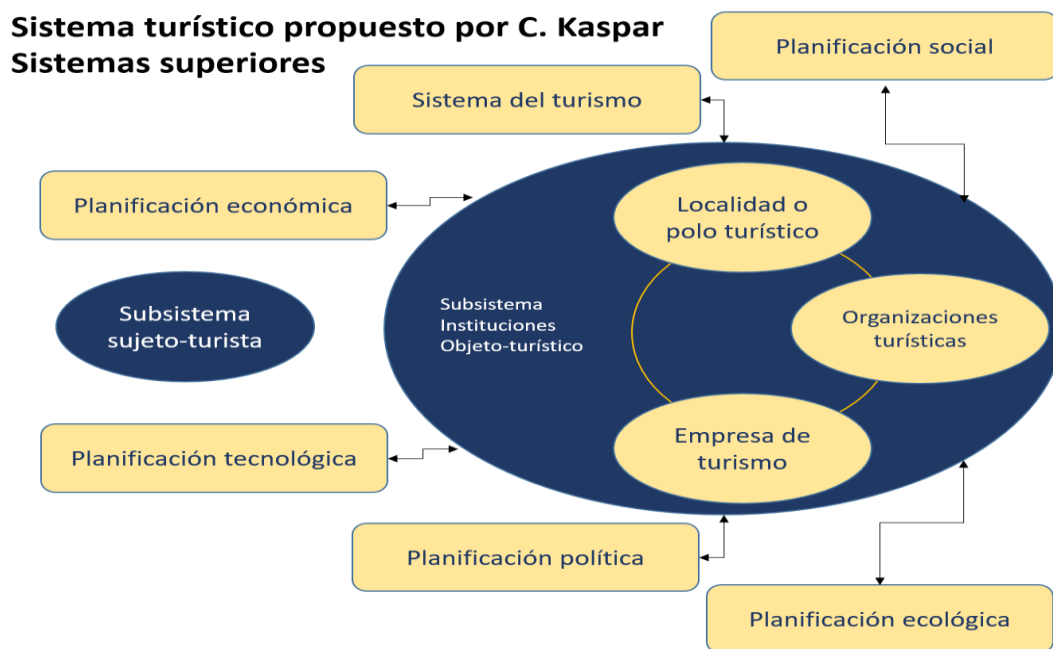 Sistema turístico propuesto por C. Kaspar
Sistemas superiores
Planificación social
Sistema del turismo
Planificación económica
Localidad o
polo turístico
Subsistema
sujeto-turista
Subsistema
Instituciones
Objeto-turístico
Organizaciones
turísticas
Empresa de
turismo
Planificación tecnológica
Planificación política
Planificación ecológica